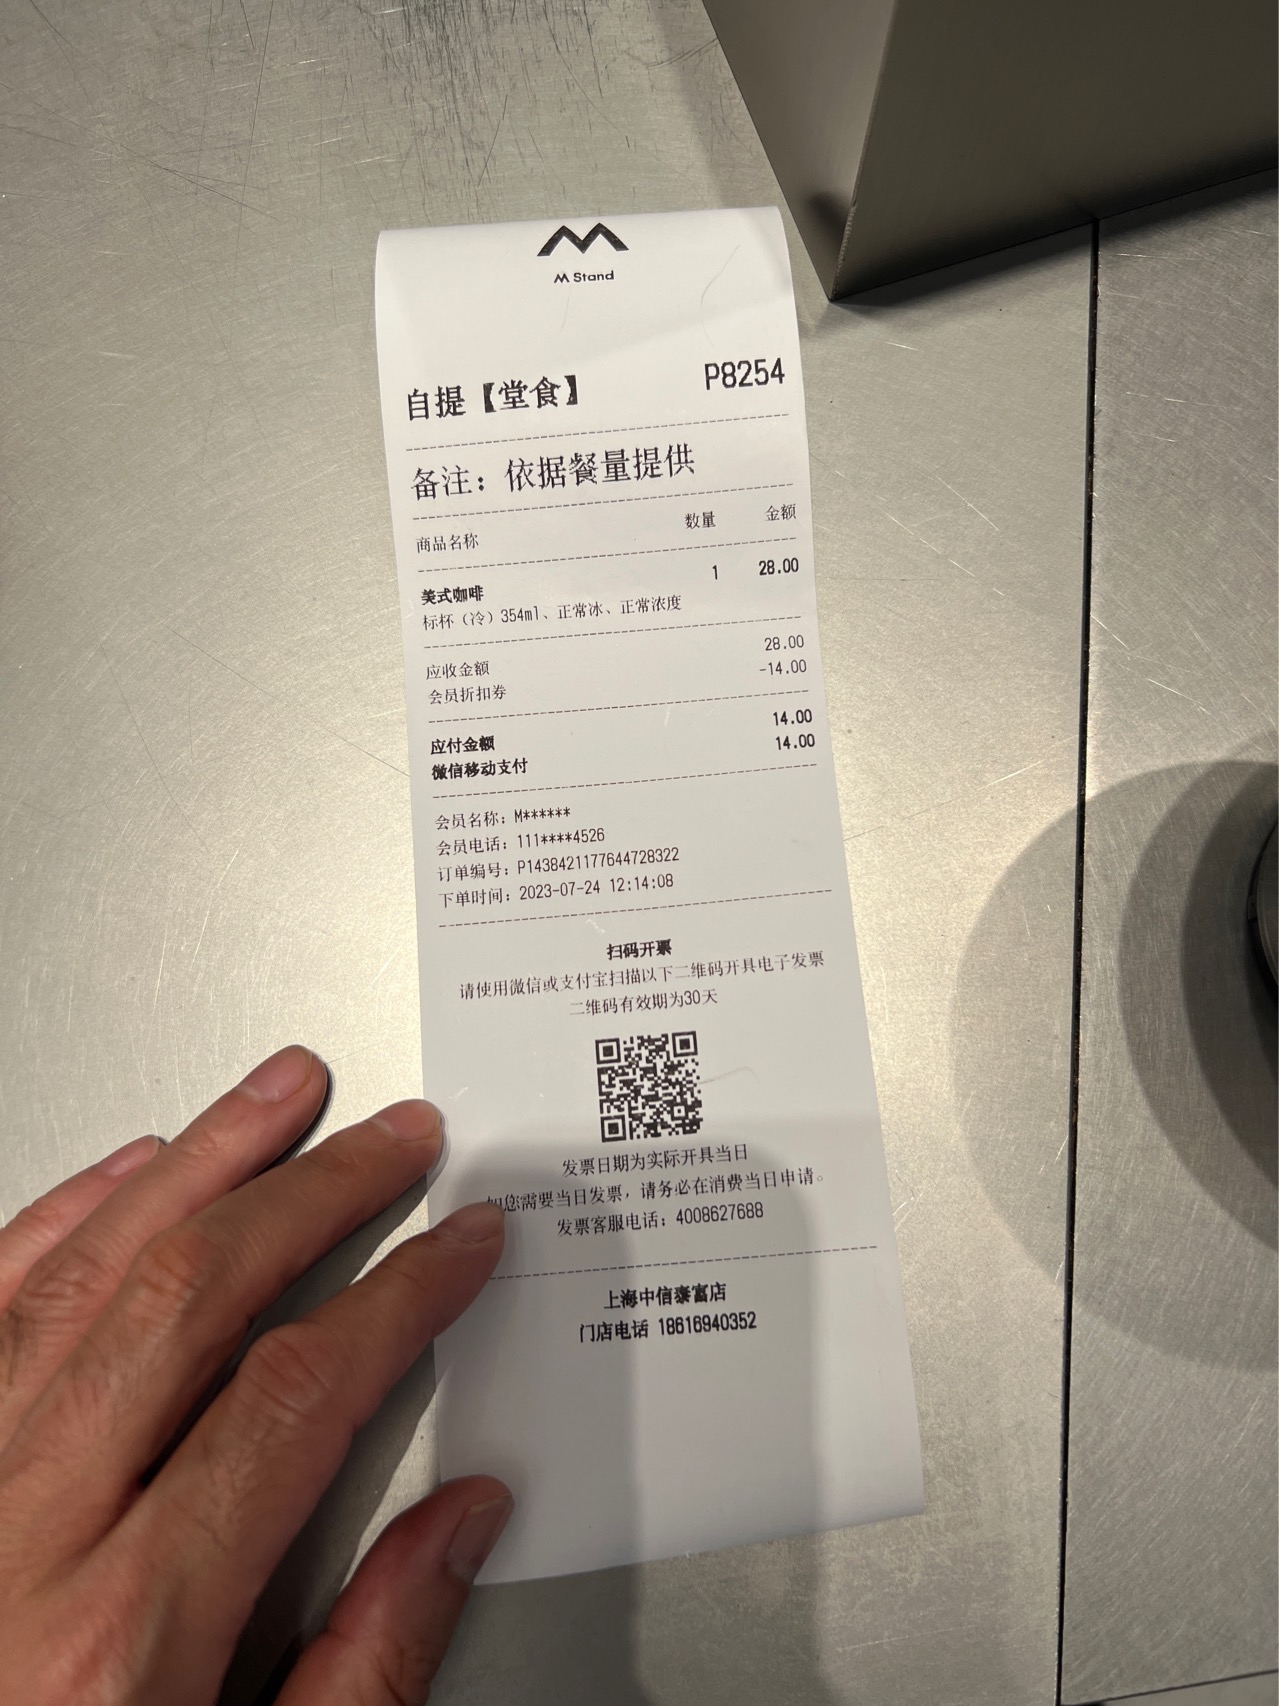 M Stand
自提【堂食】 P8254
备注：依据餐量提供
商品名称 数量 金额
美式咖啡 1 28.00
标杯（冷）354ml、正常冰、正常浓度
应收金额 28.00
会员折扣券 -14.00
应付金额 14.00
微信移动支付 14.00
会员名称：M******
会员电话：111****4526
订单编号：P1438421177644728322
下单时间：2023-07-24 12:14:08
扫码开票
请使用微信或支付宝扫描以下二维码开具电子发票
二维码有效期为30天
发票日期为实际开具当日
如您需要当日发票，请务必在消费当日申请。
发票客服电话：4008627688
上海中信泰富店
门店电话 18616940352